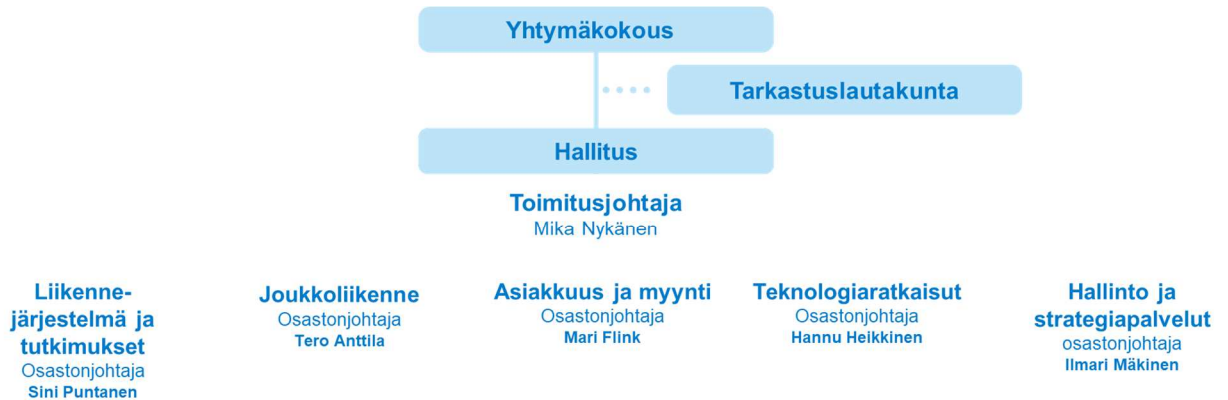 Yhtymäkokous
Tarkastuslautakunta
Hallitus
Toimitusjohtaja
Mika Nykänen
Liikenne-
järjestelmä ja
tutkimukset
Osastonjohtaja
Sini Puntanen
Joukkoliikenne
Osastonjohtaja
Tero Anttila
Asiakkuus ja myynti
Osastonjohtaja
Mari Flink
Teknologiaratkaisut
Osastonjohtaja
Hannu Heikkinen
Hallinto ja
strategiapalvelut
osastonjohtaja
Ilmari Mäkinen